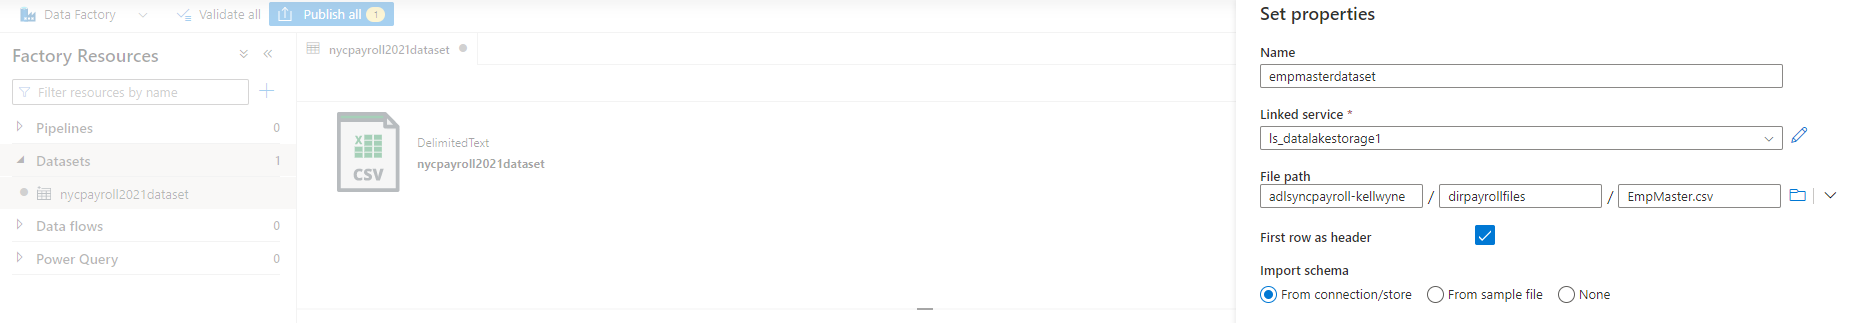 Data Factory
Validate all
Publish all 1
Factory Resources
Filter resources by name
Pipelines 0
Datasets 1
nycpayroll2021dataset
Data flows 0
Power Query 0
nycpayroll2021dataset
CSV
DelimitedText
nycpayroll2021dataset
Set properties
Name
empmasterdataset
Linked service *
ls_datalakestorage1
File path
adlsyncpayroll-kellwyne / dirpayrollfiles / EmpMaster.csv
First row as header
Import schema
From connection/store From sample file None